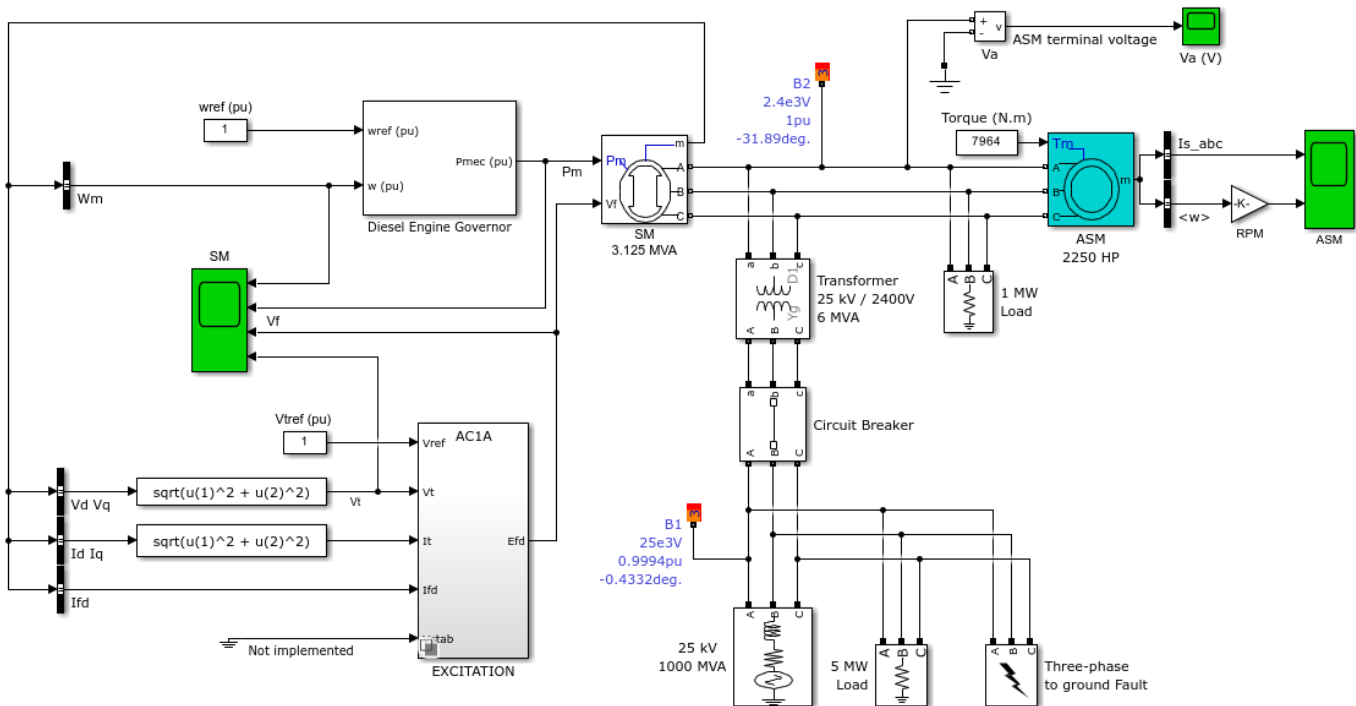 +
-
v
Va
ASM terminal voltage
Va (V)
3
B2
2.4e3V
1pu
-31.89deg.
wref (pu)
1
wref (pu)
Pmec (pu)
w (pu)
Diesel Engine Governor
Wm
Pm
Pm
m
A
B
C
Vf
SM
3.125 MVA
Torque (N.m)
7964
Tm
A
B
C
m
ASM
2250 HP
Is_abc
<w>
-K-
RPM
ASM
SM
Vf
a
b
c
D1
Yg
A
B
C
Transformer
25 kV / 2400V
6 MVA
A
B
C
1 MW
Load
a
b
c
A
B
C
Circuit Breaker
Vtref (pu)
1
AC1A
Vref
Vt
It
Ifd
Efd
EXCITATION
Vd Vq
sqrt(u(1)^2 + u(2)^2)
Vt
Id Iq
sqrt(u(1)^2 + u(2)^2)
Ifd
Not implemented
3
B1
25e3V
0.9994pu
-0.4332deg.
A
B
C
25 kV
1000 MVA
A
B
C
5 MW
Load
A
B
C
Three-phase
to ground Fault